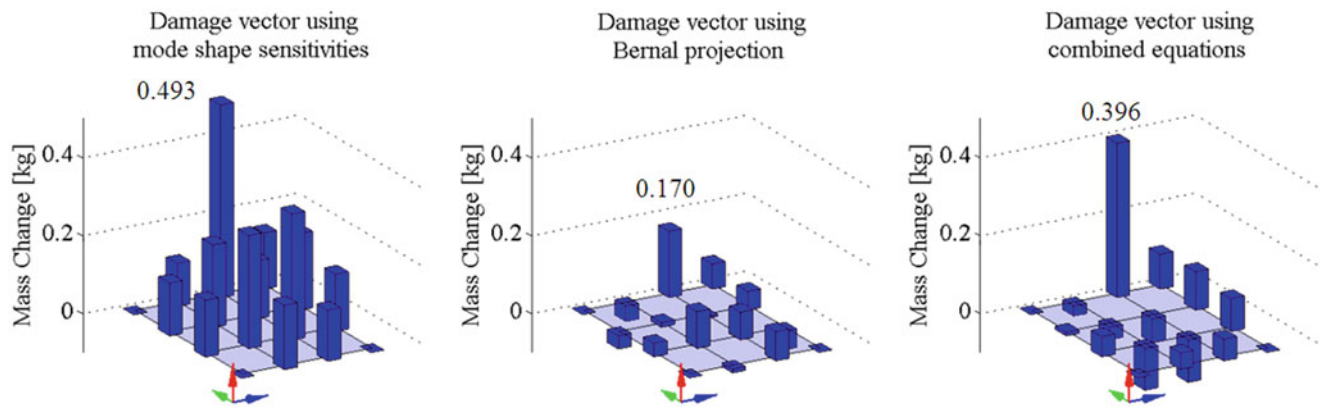 Damage vector using
mode shape sensitivities
0.493
Mass Change [kg]
0.4
0.2
0
Damage vector using
Bernal projection
0.170
Mass Change [kg]
0.4
0.2
0
Damage vector using
combined equations
0.396
Mass Change [kg]
0.4
0.2
0